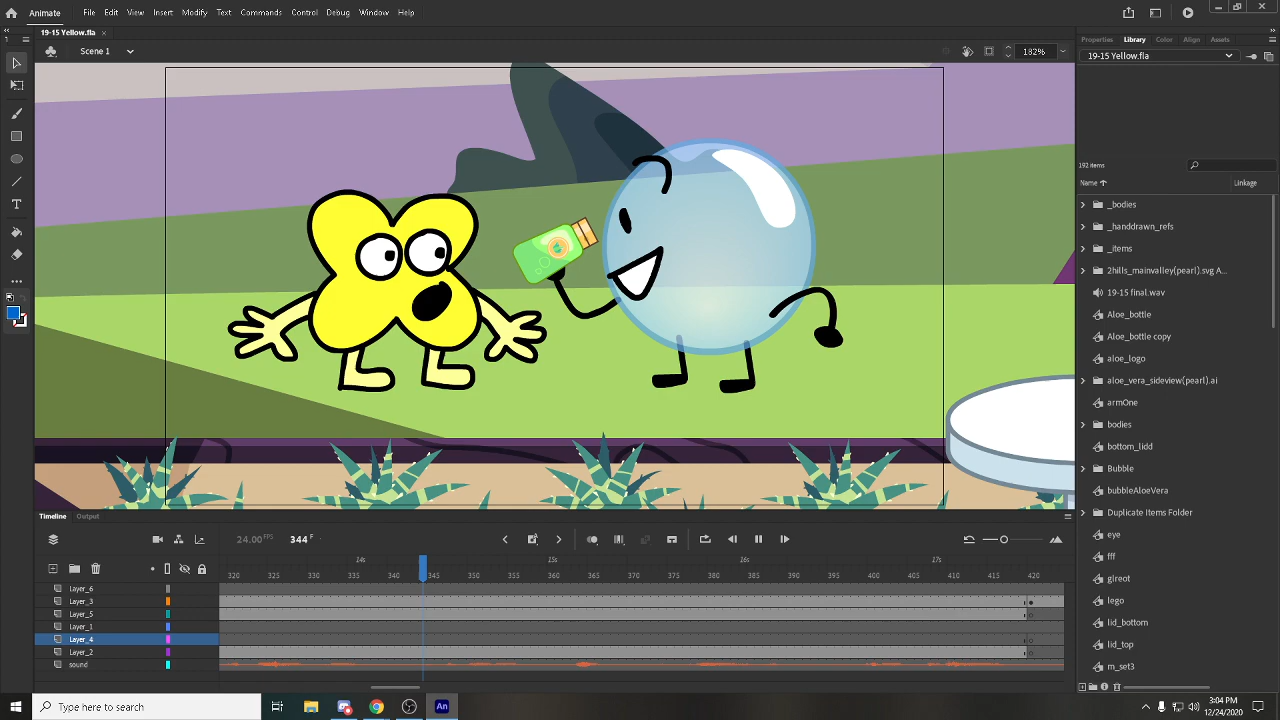 Animate File Edit View Insert Modify Text Commands Control Debug Window Help
19-15 Yellow.fla ×
Scene 1
182%
Properties Library Color Align Assets
19-15 Yellow.fla
192 items
Name Linkage
_bodies
_handdrawn_refs
_items
2hills_mainvalley(pearl).svg A...
19-15 final.wav
Aloe_bottle
Aloe_bottle copy
aloe_logo
aloe_vera_sideview(pearl).ai
armOne
bodies
bottom_lidd
Bubble
bubbleAloeVera
Duplicate Items Folder
eye
fff
glreot
lego
lid_bottom
lid_top
m_set3
Timeline Output
24.00 FPS 344 F
14s 15s 16s 17s
320 325 330 335 340 345 350 355 360 365 370 375 380 385 390 395 400 405 410 415 420
Layer_6
Layer_3
Layer_5
Layer_1
Layer_4
Layer_2
sound
Type here to search
An
3:04 PM
12/24/2020